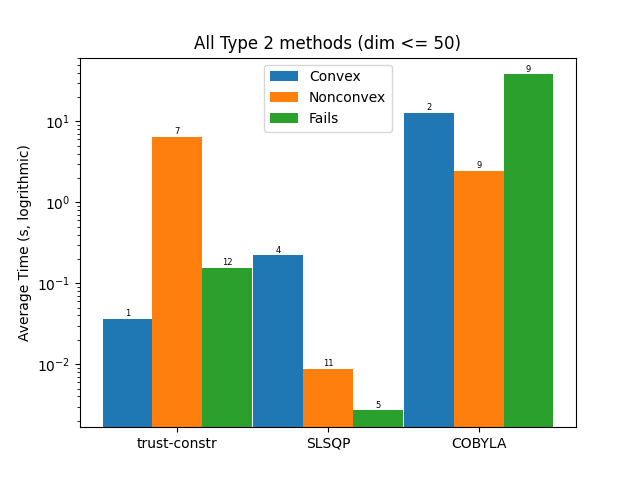 All Type 2 methods (dim <= 50)
Convex
Nonconvex
Fails
Average Time (s, logrithmic)
10¹
10⁰
10⁻¹
10⁻²
1
7
12
4
11
5
2
9
9
trust-constr
SLSQP
COBYLA